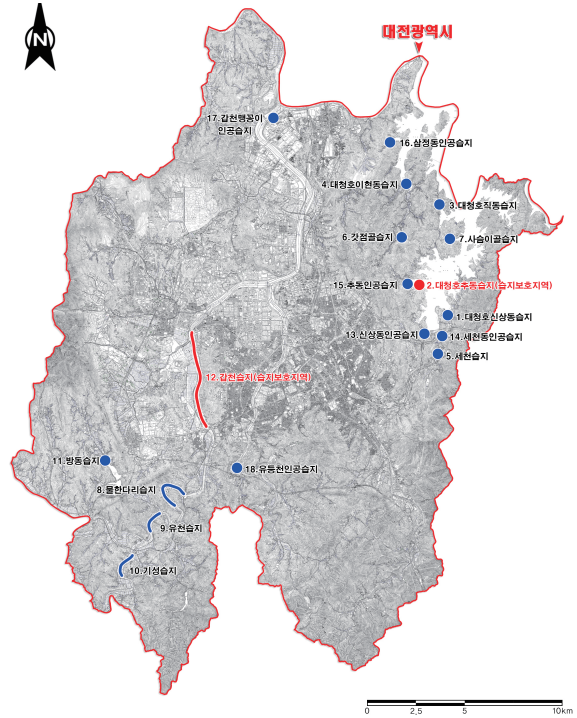 N
대전광역시
17.갑천맹꽁이
인공습지
16.삼정동인공습지
4.대청호이현동습지
3.대청호직동습지
6.갓점골습지
7.사슴이골습지
15.추동인공습지
2.대청호추동습지(습지보호지역)
1.대청호신상동습지
13.신상동인공습지
14.세천동인공습지
5.세천습지
12.갑천습지(습지보호지역)
11.방동습지
18.유등천인공습지
8.물한다리습지
9.유천습지
10.기성습지
0 2.5 5 10km